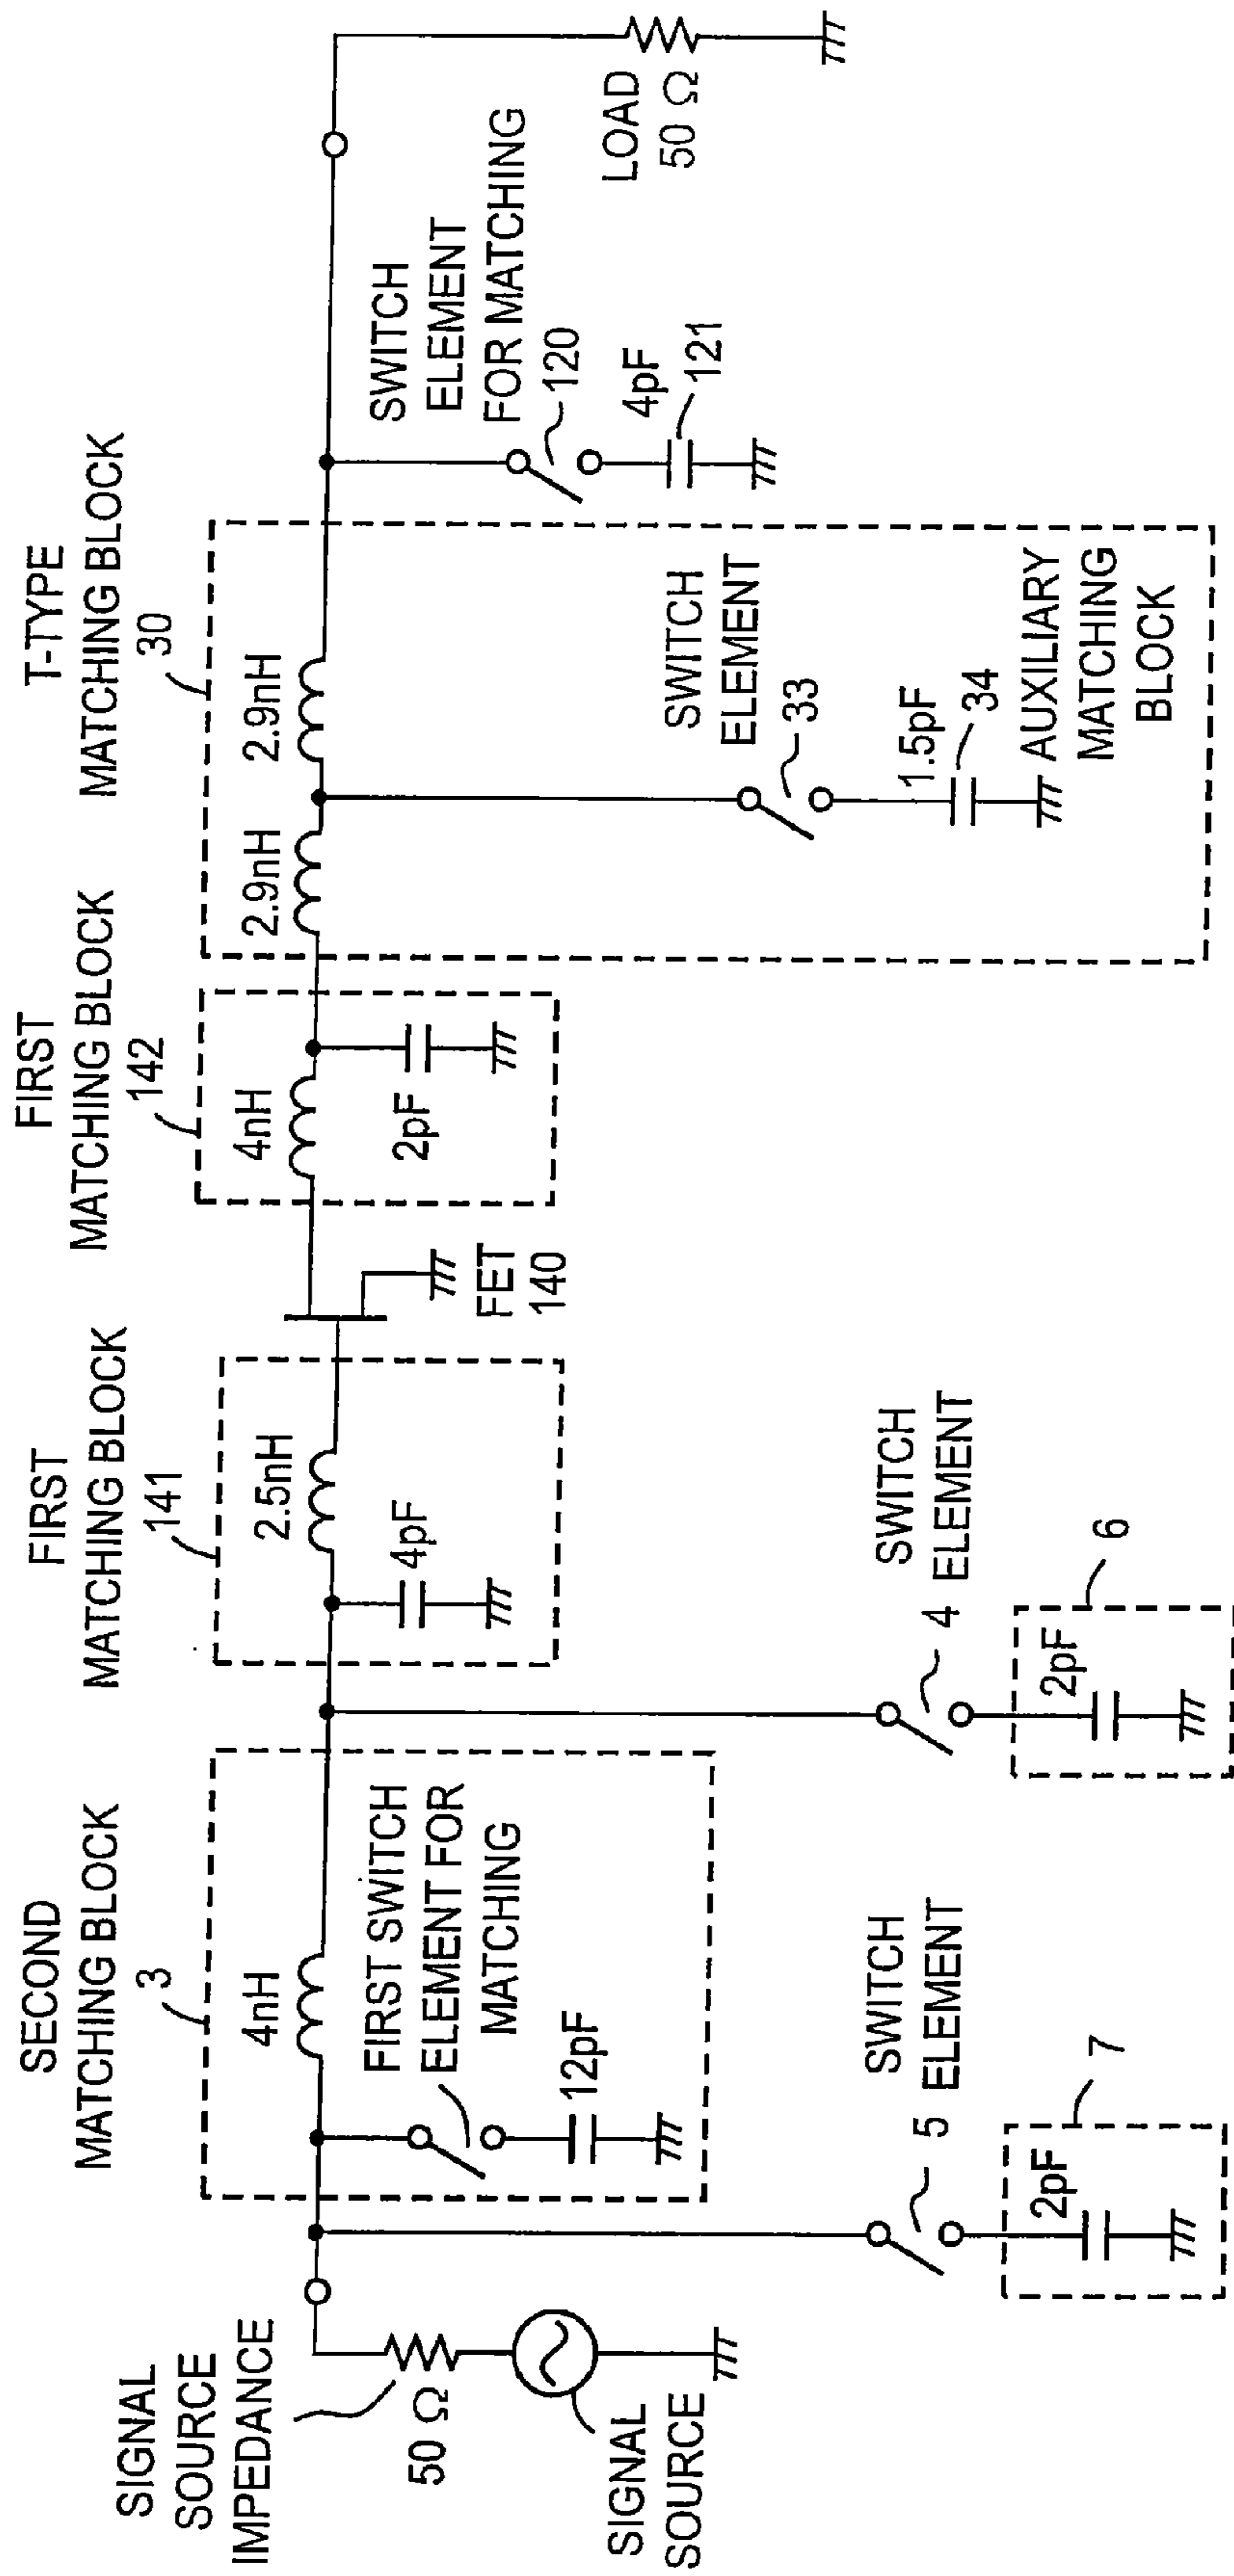 SIGNAL
SOURCE
IMPEDANCE
50 Ω
SIGNAL
SOURCE
SECOND
MATCHING BLOCK
3
4nH
FIRST SWITCH
ELEMENT FOR
MATCHING
12pF
SWITCH
ELEMENT
5
7
2pF
FIRST
MATCHING BLOCK
141
2.5nH
4pF
SWITCH
ELEMENT
4
6
2pF
FET
140
FIRST
MATCHING BLOCK
142
4nH
2pF
T-TYPE
MATCHING BLOCK
30
2.9nH
2.9nH
SWITCH
ELEMENT
33
1.5pF
34
AUXILIARY
MATCHING
BLOCK
SWITCH
ELEMENT
FOR MATCHING
120
4pF
121
LOAD
50 Ω